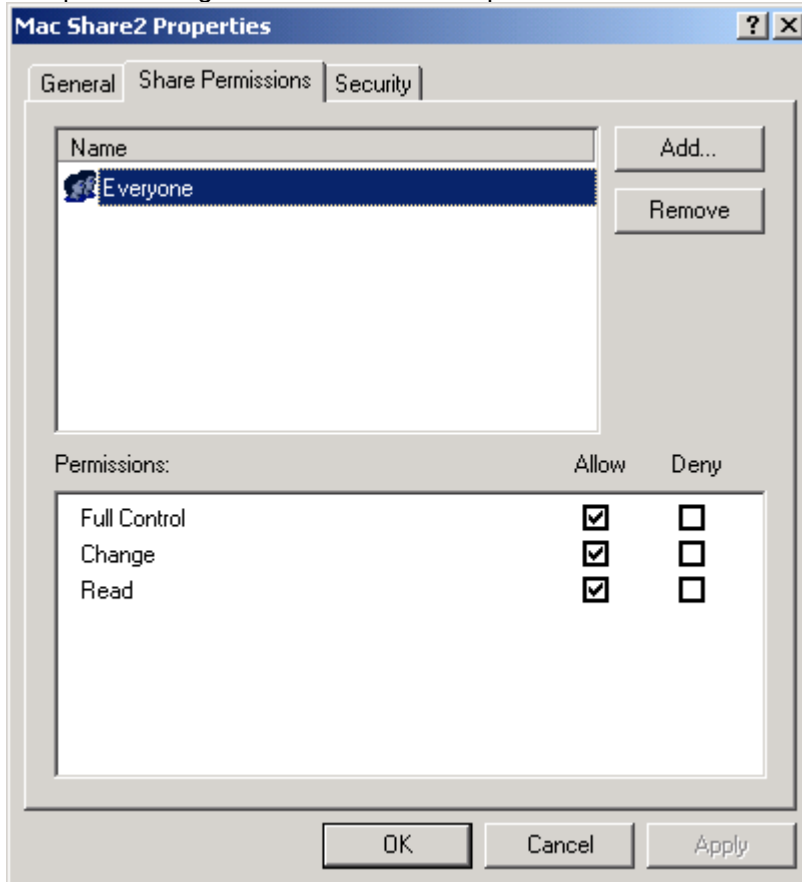 Mac Share2 Properties
? X
General Share Permissions Security
Name
Add...
Everyone
Remove
Permissions: Allow Deny
Full Control
Change
Read
OK Cancel Apply